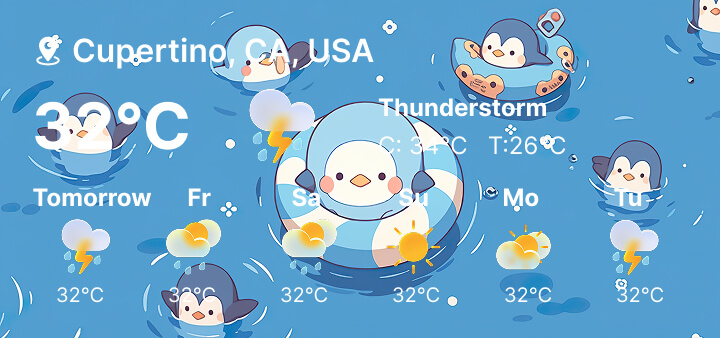 Cupertino, CA, USA
32°C
Thunderstorm
C: 34°C T:26°C
Tomorrow Fr Sa Su Mo Tu
32°C 32°C 32°C 32°C 32°C 32°C